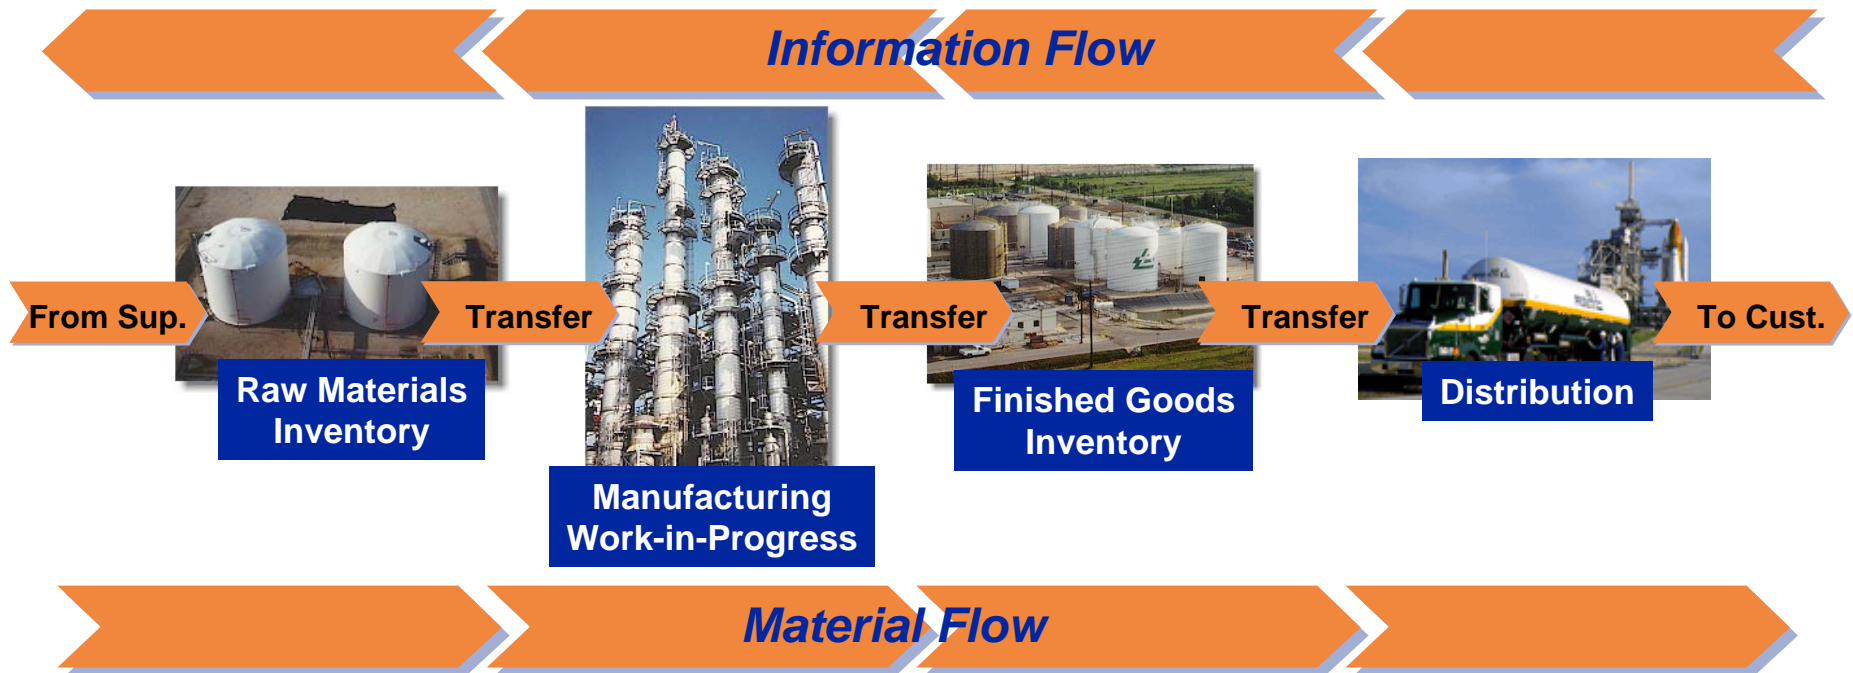 Information Flow
From Sup.
Transfer
Transfer
Transfer
To Cust.
Raw Materials
Inventory
Manufacturing
Work-in-Progress
Finished Goods
Inventory
Distribution
Material Flow